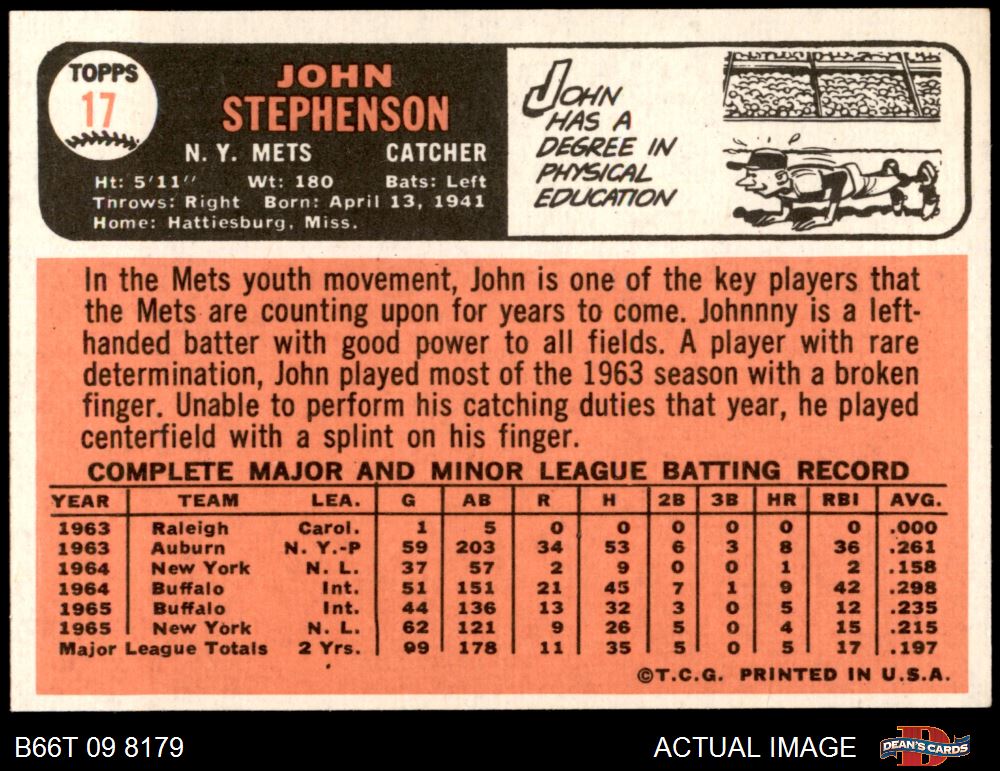 TOPPS
17
JOHN
STEPHENSON
N. Y. METS CATCHER
Ht: 5'11" Wt: 180 Bats: Left
Throws: Right Born: April 13, 1941
Home: Hattiesburg, Miss.
JOHN
HAS A
DEGREE IN
PHYSICAL
EDUCATION
In the Mets youth movement, John is one of the key players that
the Mets are counting upon for years to come. Johnnny is a left-
handed batter with good power to all fields. A player with rare
determination, John played most of the 1963 season with a broken
finger. Unable to perform his catching duties that year, he played
centerfield with a splint on his finger.
COMPLETE MAJOR AND MINOR LEAGUE BATTING RECORD
YEAR TEAM LEA. G AB R H 2B 3B HR RBI AVG.
1963 Raleigh Carol. 1 5 0 0 0 0 0 0 .000
1963 Auburn N. Y.-P 59 203 34 53 6 3 8 36 .261
1964 New York N. L. 37 57 2 9 0 0 1 2 .158
1964 Buffalo Int. 51 151 21 45 7 1 9 42 .298
1965 Buffalo Int. 44 136 13 32 3 0 5 12 .235
1965 New York N. L. 62 121 9 26 5 0 4 15 .215
Major League Totals 2 Yrs. 99 178 11 35 5 0 5 17 .197
©T.C.G. PRINTED IN U.S.A.
B66T 09 8179 ACTUAL IMAGE DEAN'S CARDS